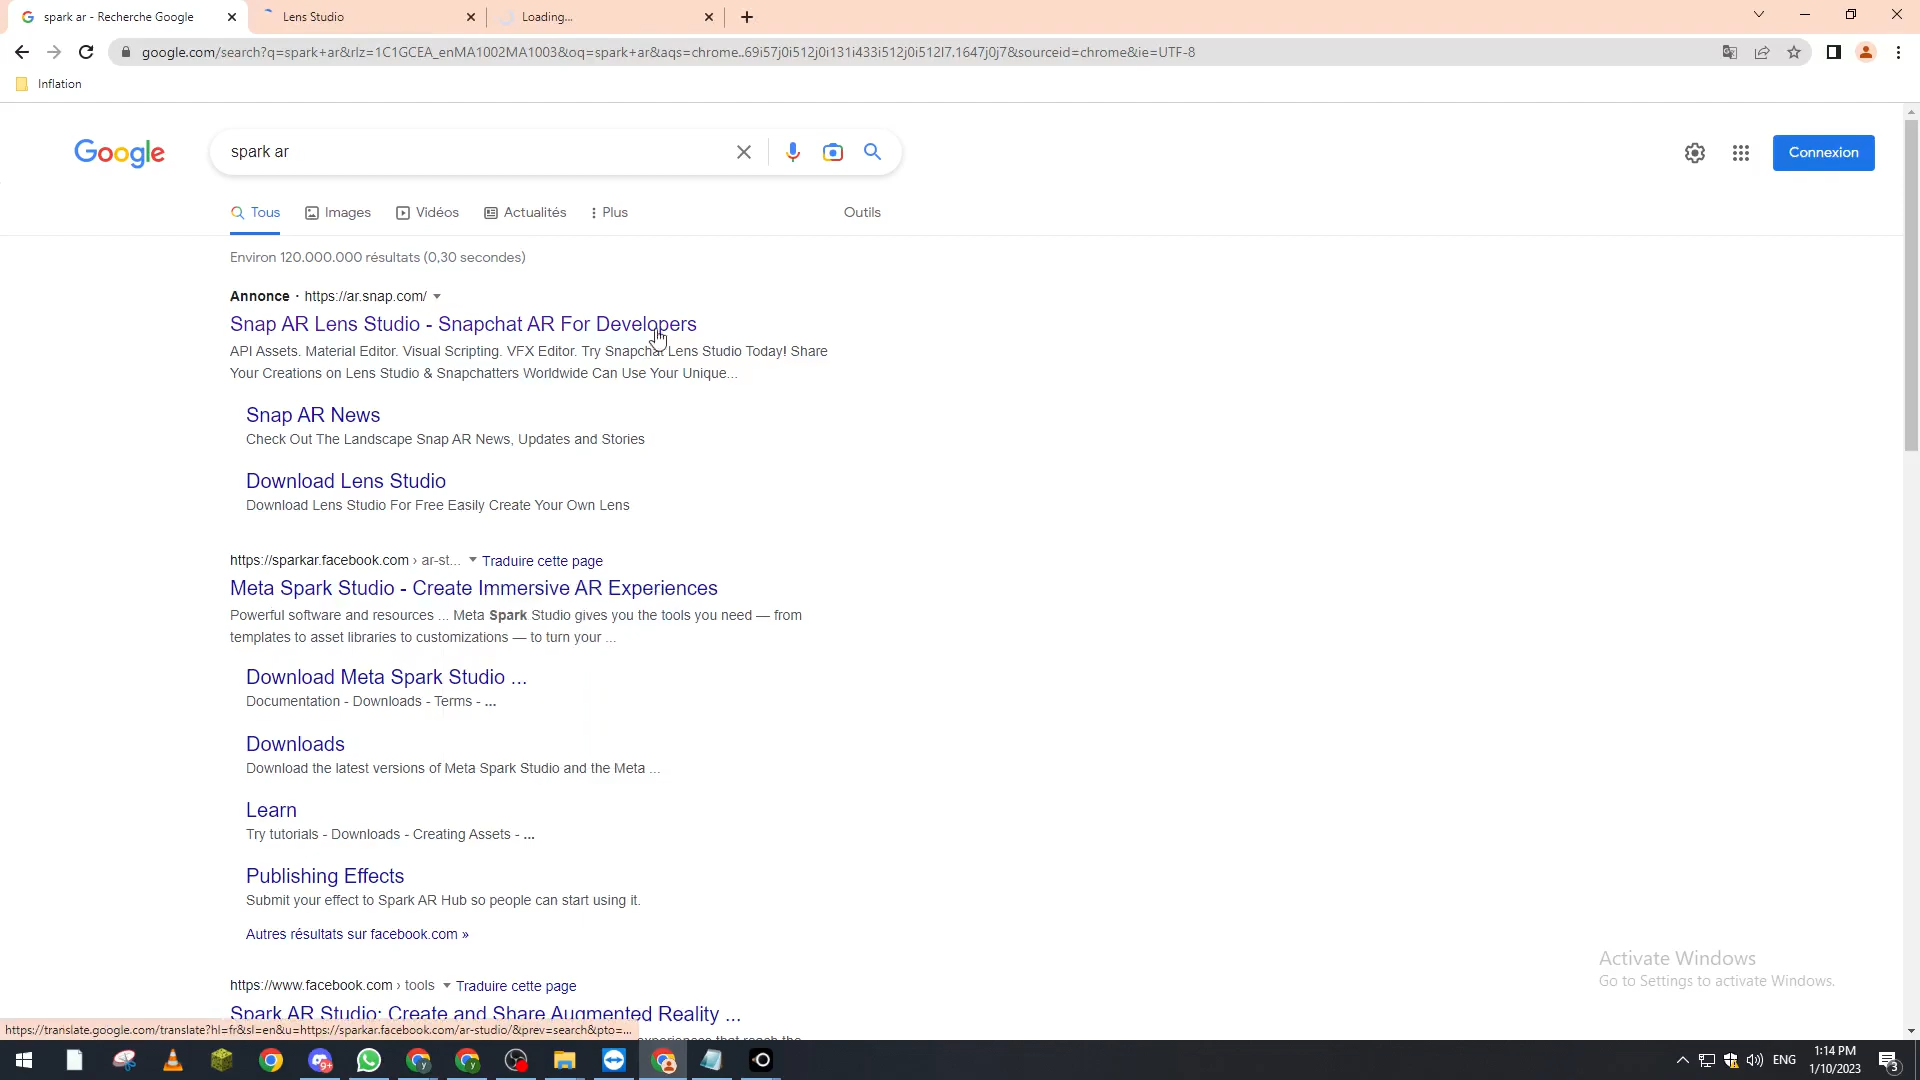 spark ar - Recherche Google
Lens Studio
Loading...
google.com/search?q=spark+ar&rlz=1C1GCEA_enMA1002MA1003&oq=spark+ar&aqs=chrome..69i57j0i512j0i131i433i512j0i512l7.1647j0j7&sourceid=chrome&ie=UTF-8
Inflation
Google
spark ar
Connexion
Tous
Images
Vidéos
Actualités
Plus
Outils
Environ 120.000.000 résultats (0,30 secondes)
Annonce · https://ar.snap.com/
Snap AR Lens Studio - Snapchat AR For Developers
API Assets. Material Editor. Visual Scripting. VFX Editor. Try Snapchat Lens Studio Today! Share
Your Creations on Lens Studio & Snapchatters Worldwide Can Use Your Unique...
Snap AR News
Check Out The Landscape Snap AR News, Updates and Stories
Download Lens Studio
Download Lens Studio For Free Easily Create Your Own Lens
https://sparkar.facebook.com › ar-st... Traduire cette page
Meta Spark Studio - Create Immersive AR Experiences
Powerful software and resources ... Meta Spark Studio gives you the tools you need — from
templates to asset libraries to customizations — to turn your ...
Download Meta Spark Studio ...
Documentation - Downloads - Terms - ...
Downloads
Download the latest versions of Meta Spark Studio and the Meta ...
Learn
Try tutorials - Downloads - Creating Assets - ...
Publishing Effects
Submit your effect to Spark AR Hub so people can start using it.
Autres résultats sur facebook.com »
https://www.facebook.com › tools Traduire cette page
Spark AR Studio: Create and Share Augmented Reality ...
Activate Windows
Go to Settings to activate Windows.
https://translate.google.com/translate?hl=fr&sl=en&u=https://sparkar.facebook.com/ar-studio/&prev=search&pto=...
9+
ENG
1:14 PM
1/10/2023
3